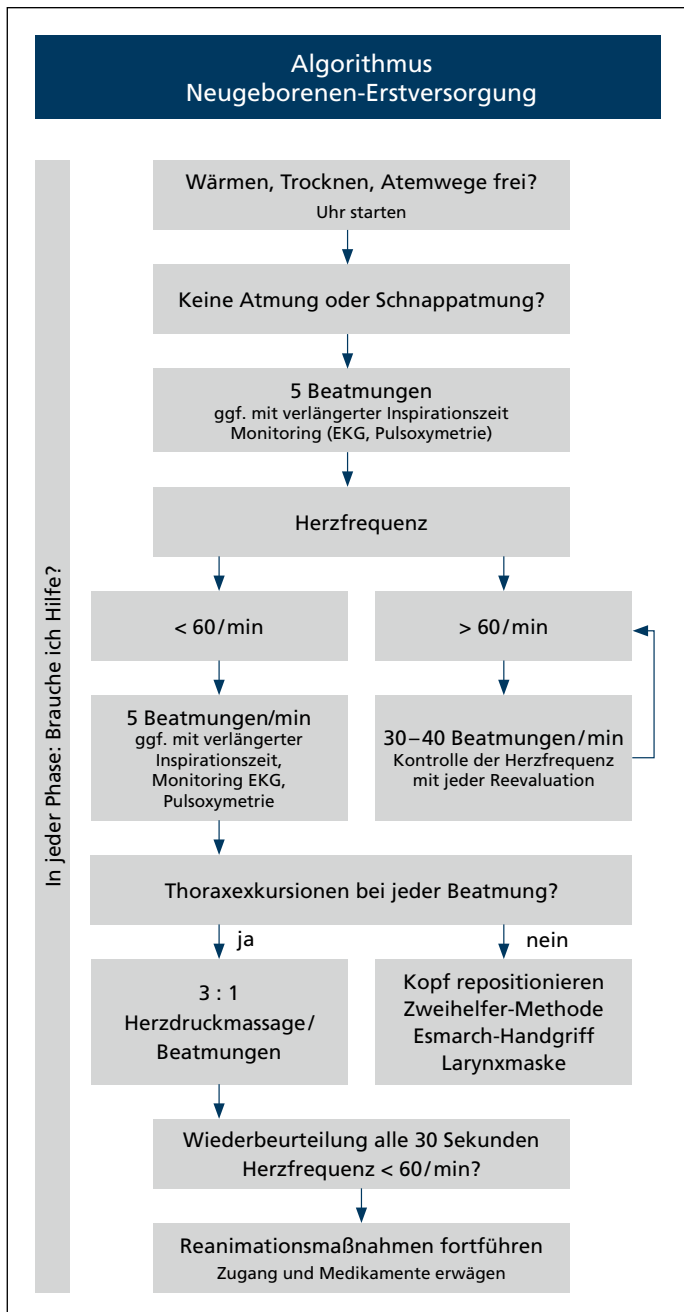 Algorithmus
Neugeborenen-Erstversorgung
In jeder Phase: Brauche ich Hilfe?
Wärmen, Trocknen, Atemwege frei?
Uhr starten
Keine Atmung oder Schnappatmung?
5 Beatmungen
ggf. mit verlängerter Inspirationszeit
Monitoring (EKG, Pulsoxymetrie)
Herzfrequenz
< 60/min
> 60/min
5 Beatmungen/min
ggf. mit verlängerter
Inspirationszeit,
Monitoring EKG,
Pulsoxymetrie
30–40 Beatmungen/min
Kontrolle der Herzfrequenz
mit jeder Reevaluation
Thoraxexkursionen bei jeder Beatmung?
ja
nein
3 : 1
Herzdruckmassage/
Beatmungen
Kopf repositionieren
Zweihelfer-Methode
Esmarch-Handgriff
Larynxmaske
Wiederbeurteilung alle 30 Sekunden
Herzfrequenz < 60/min?
Reanimationsmaßnahmen fortführen
Zugang und Medikamente erwägen